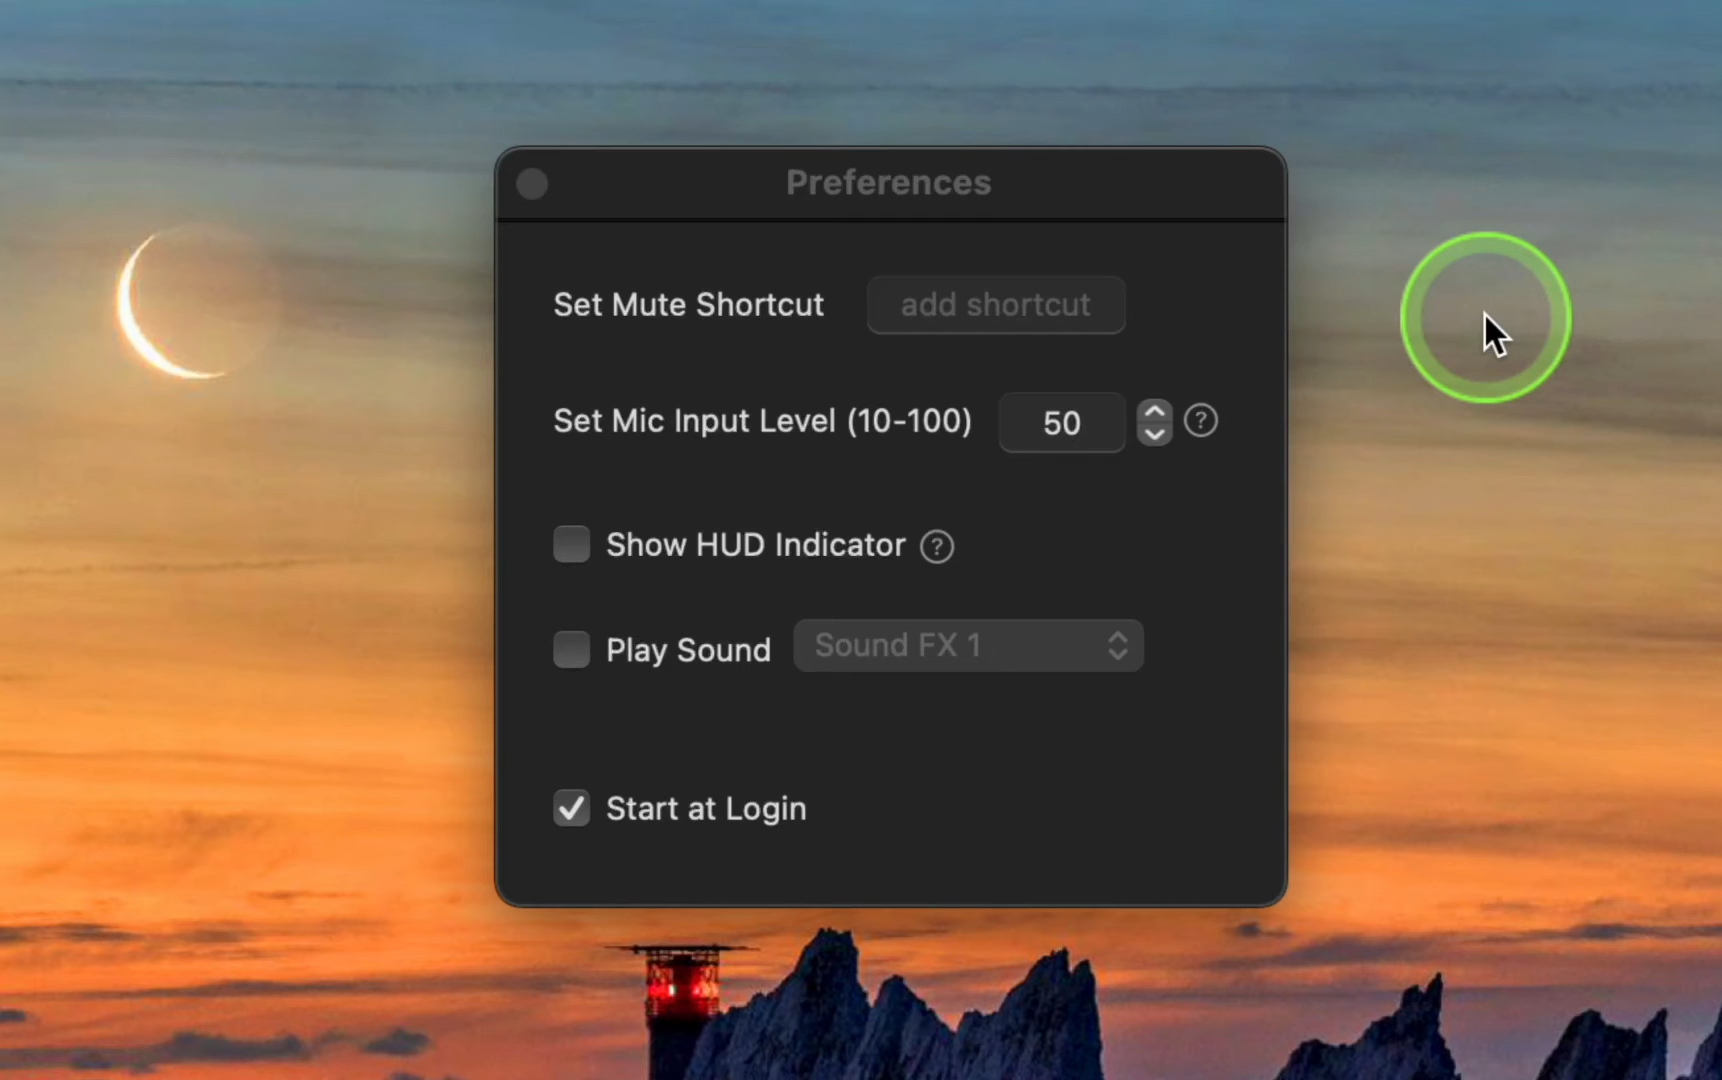 Preferences
Set Mute Shortcut add shortcut
Set Mic Input Level (10-100) 50 ?
Show HUD Indicator ?
Play Sound Sound FX 1
Start at Login